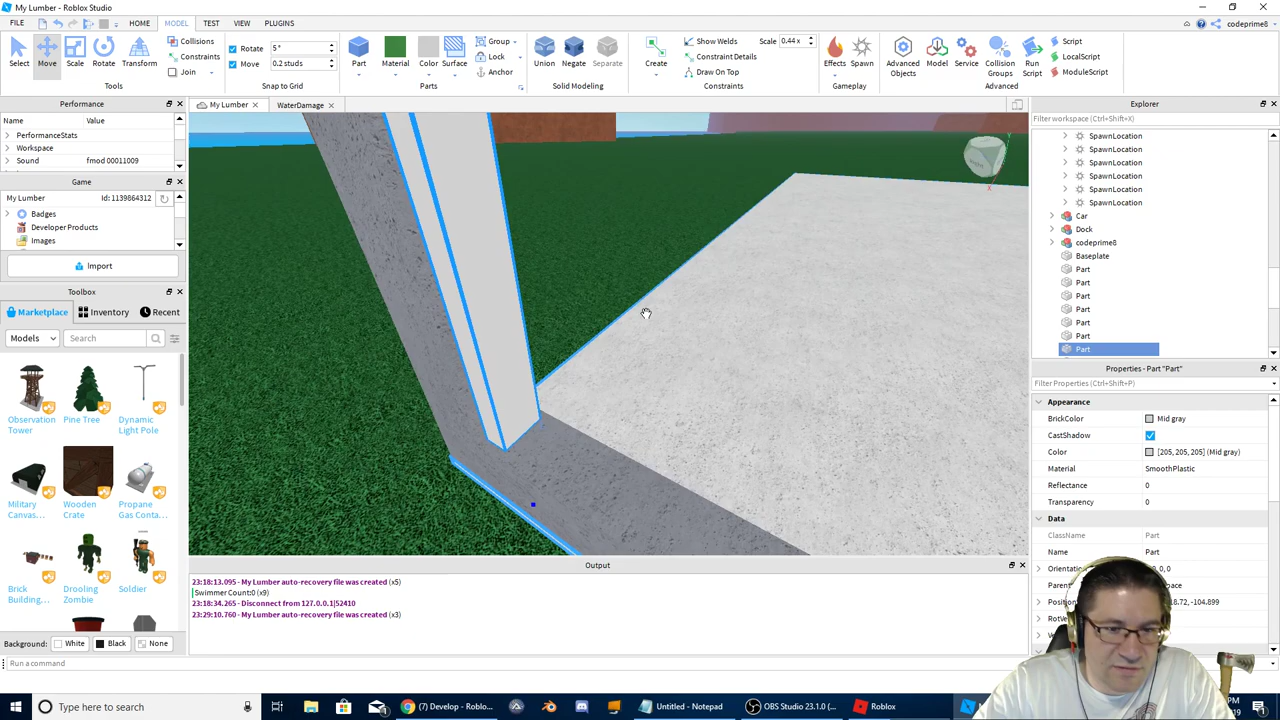 My Lumber - Roblox Studio
FILE HOME MODEL TEST VIEW PLUGINS codeprime8
Select Move Scale Rotate Transform
Collisions
Constraints
Join
Rotate 5 °
Move 0.2 studs
Part Material Color Surface
Group
Lock
Anchor
Union Negate Separate
Create
Show Welds
Constraint Details
Draw On Top
Scale 0.44 x
Effects Spawn
Advanced Objects
Model Service
Collision Groups
Run Script
Script
LocalScript
ModuleScript
Tools Snap to Grid Parts Solid Modeling Constraints Gameplay Advanced
Performance
Name Value
PerformanceStats
Workspace
Sound fmod 00011009
Game
My Lumber Id: 1139864312
Badges
Developer Products
Images
Import
Toolbox
Marketplace Inventory Recent
Models Search
Observation Tower
Pine Tree
Dynamic Light Pole
Military Canvas...
Wooden Crate
Propane Gas Conta...
Brick Building...
Drooling Zombie
Soldier
Background: White Black None
Run a command
My Lumber WaterDamage
Output
23:18:13.095 - My Lumber auto-recovery file was created (x5)
Swimmer Count:0 (x9)
23:18:34.265 - Disconnect from 127.0.0.1|52410
23:29:10.760 - My Lumber auto-recovery file was created (x3)
Explorer
Filter workspace (Ctrl+Shift+X)
SpawnLocation
SpawnLocation
SpawnLocation
SpawnLocation
SpawnLocation
SpawnLocation
Car
Dock
codeprime8
Baseplate
Part
Part
Part
Part
Part
Part
Part
Properties - Part "Part"
Filter Properties (Ctrl+Shift+P)
Appearance
BrickColor Mid gray
CastShadow
Color [205, 205, 205] (Mid gray)
Material SmoothPlastic
Reflectance 0
Transparency 0
Data
ClassName Part
Name Part
Type here to search
(7) Develop - Roblo...
Untitled - Notepad
OBS Studio 23.1.0 (...
Roblox